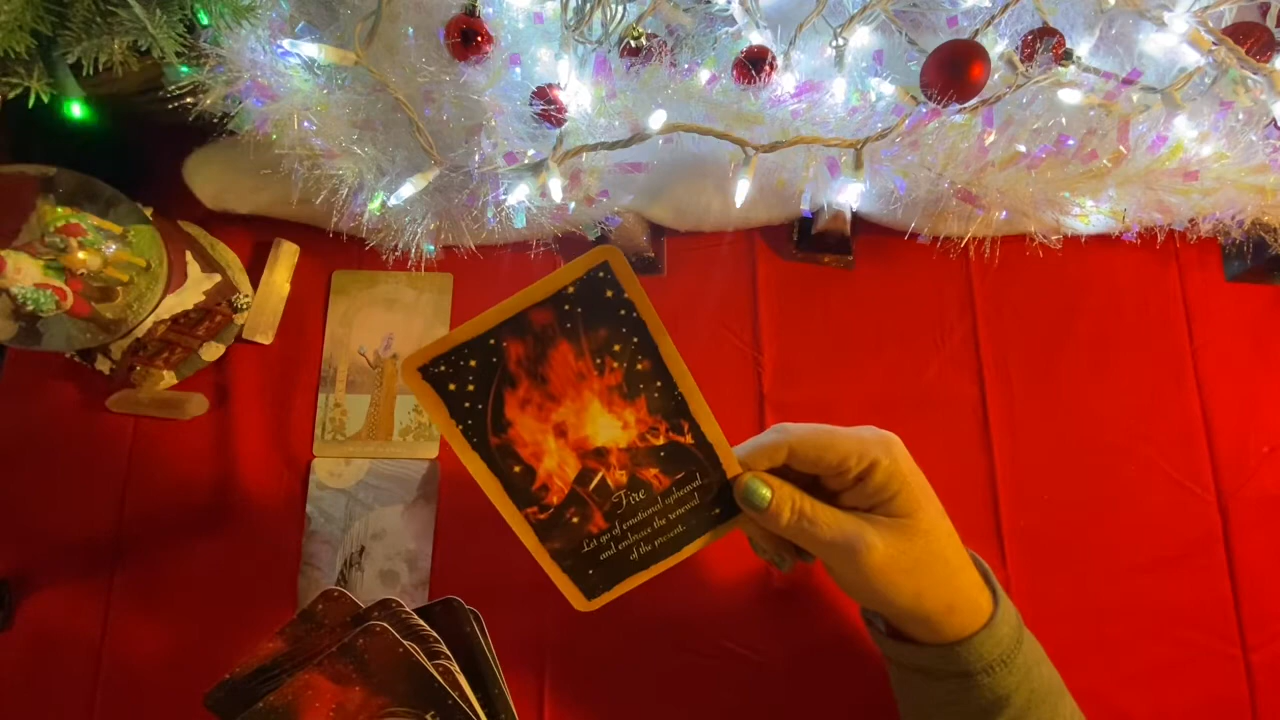 Fire
Let go of emotional upheaval
and embrace the renewal
of the present.